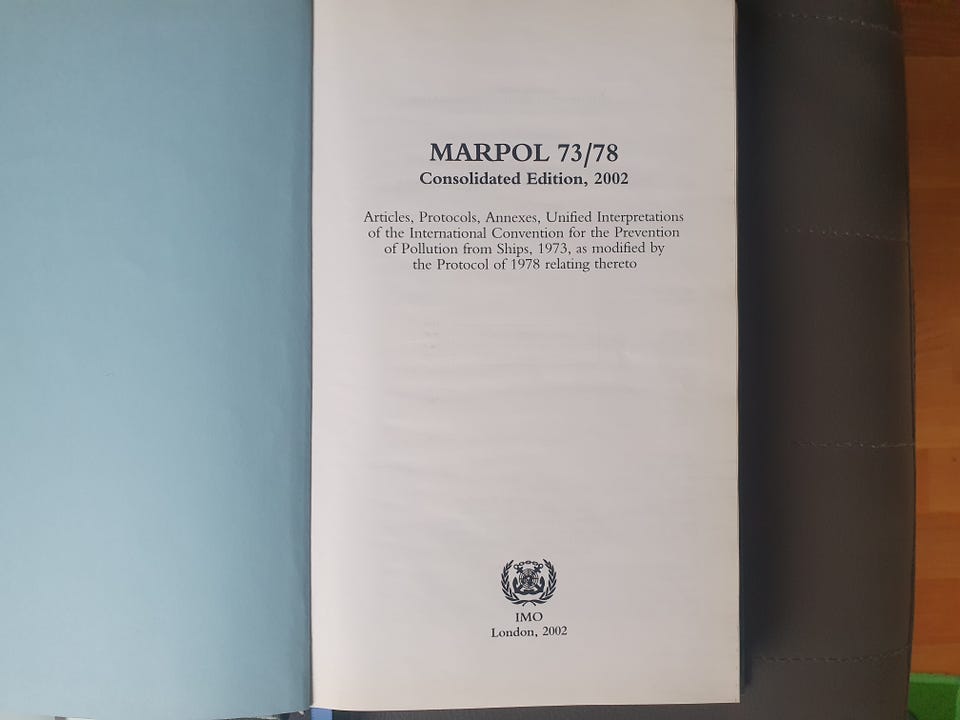 MARPOL 73/78
Consolidated Edition, 2002
Articles, Protocols, Annexes, Unified Interpretations
of the International Convention for the Prevention
of Pollution from Ships, 1973, as modified by
the Protocol of 1978 relating thereto
IMO
London, 2002